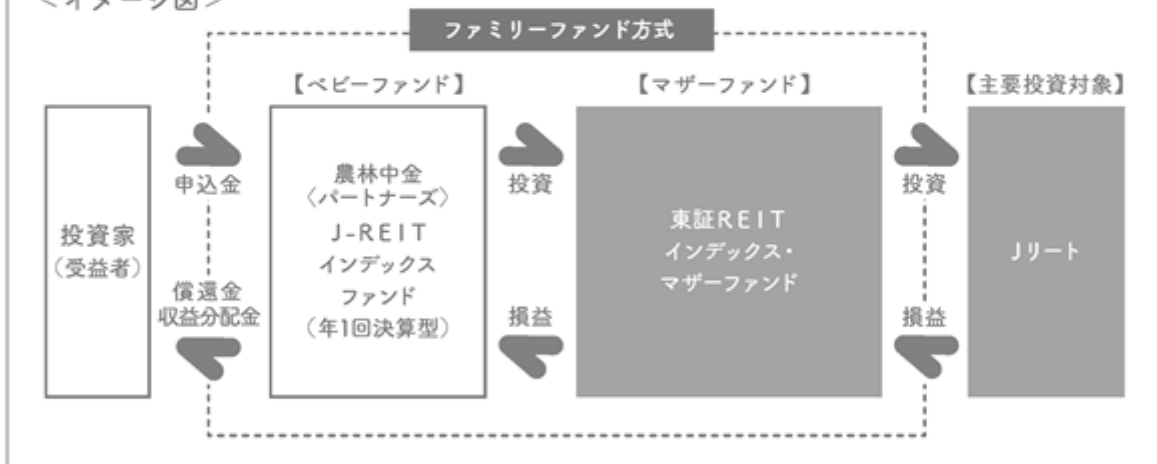 ＜イメージ図＞
ファミリーファンド方式
【ベビーファンド】
【マザーファンド】
【主要投資対象】
投資家
（受益者）
申込金
償還金
収益分配金
農林中金
〈パートナーズ〉
J-REIT
インデックス
ファンド
（年1回決算型）
投資
損益
東証REIT
インデックス・
マザーファンド
投資
損益
Jリート